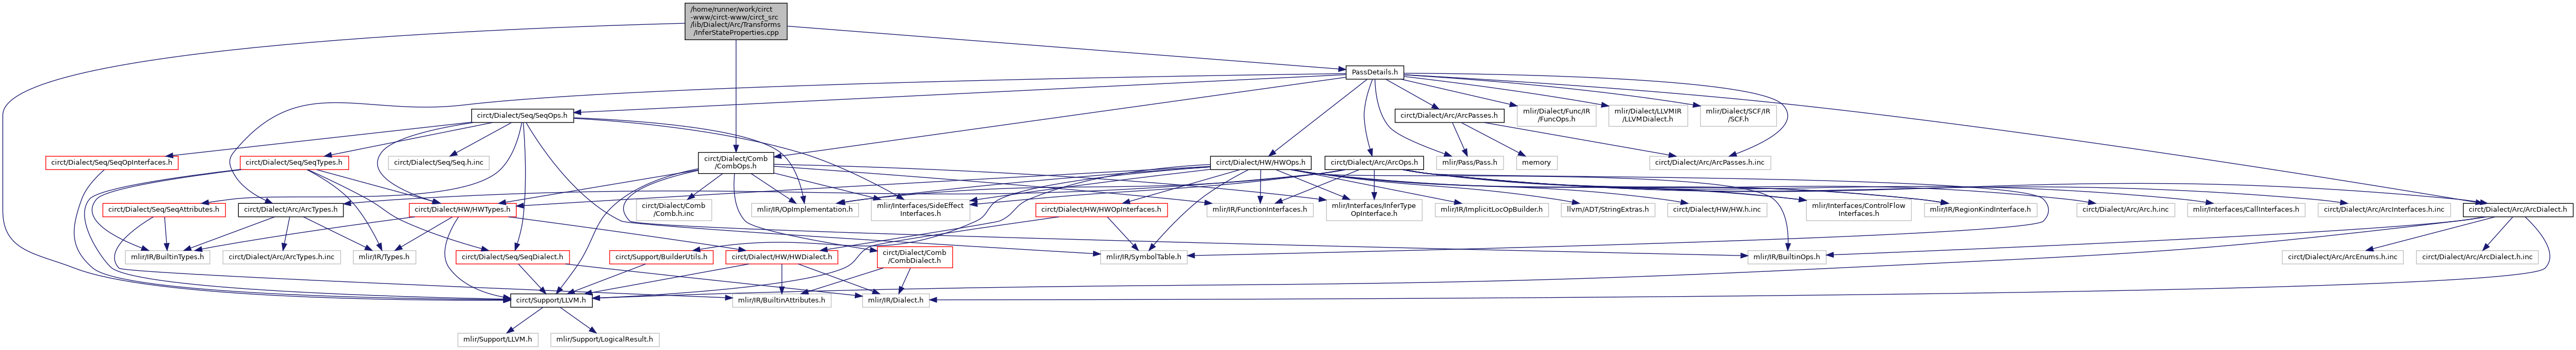 /home/runner/work/circt
-www/circt-www/circt_src
/lib/Dialect/Arc/Transforms
/InferStateProperties.cpp
PassDetails.h
circt/Dialect/Seq/SeqOps.h
circt/Dialect/Arc/ArcPasses.h
mlir/Dialect/Func/IR
/FuncOps.h
mlir/Dialect/LLVMIR
/LLVMDialect.h
mlir/Dialect/SCF/IR
/SCF.h
circt/Dialect/Seq/SeqOpInterfaces.h
circt/Dialect/Seq/SeqTypes.h
circt/Dialect/Seq/Seq.h.inc
circt/Dialect/Comb
/CombOps.h
circt/Dialect/HW/HWOps.h
circt/Dialect/Arc/ArcOps.h
mlir/Pass/Pass.h
memory
circt/Dialect/Arc/ArcPasses.h.inc
circt/Dialect/Seq/SeqAttributes.h
circt/Dialect/Arc/ArcTypes.h
circt/Dialect/HW/HWTypes.h
circt/Dialect/Comb
/Comb.h.inc
mlir/IR/OpImplementation.h
mlir/Interfaces/SideEffect
Interfaces.h
circt/Dialect/HW/HWOpInterfaces.h
mlir/IR/FunctionInterfaces.h
mlir/Interfaces/InferType
OpInterface.h
mlir/IR/ImplicitLocOpBuilder.h
llvm/ADT/StringExtras.h
circt/Dialect/HW/HW.h.inc
mlir/Interfaces/ControlFlow
Interfaces.h
mlir/IR/RegionKindInterface.h
circt/Dialect/Arc/Arc.h.inc
mlir/Interfaces/CallInterfaces.h
circt/Dialect/Arc/ArcInterfaces.h.inc
circt/Dialect/Arc/ArcDialect.h
mlir/IR/BuiltinTypes.h
circt/Dialect/Arc/ArcTypes.h.inc
mlir/IR/Types.h
circt/Dialect/Seq/SeqDialect.h
circt/Support/BuilderUtils.h
circt/Dialect/HW/HWDialect.h
circt/Dialect/Comb
/CombDialect.h
mlir/IR/SymbolTable.h
mlir/IR/BuiltinOps.h
circt/Dialect/Arc/ArcEnums.h.inc
circt/Dialect/Arc/ArcDialect.h.inc
circt/Support/LLVM.h
mlir/IR/BuiltinAttributes.h
mlir/IR/Dialect.h
mlir/Support/LLVM.h
mlir/Support/LogicalResult.h